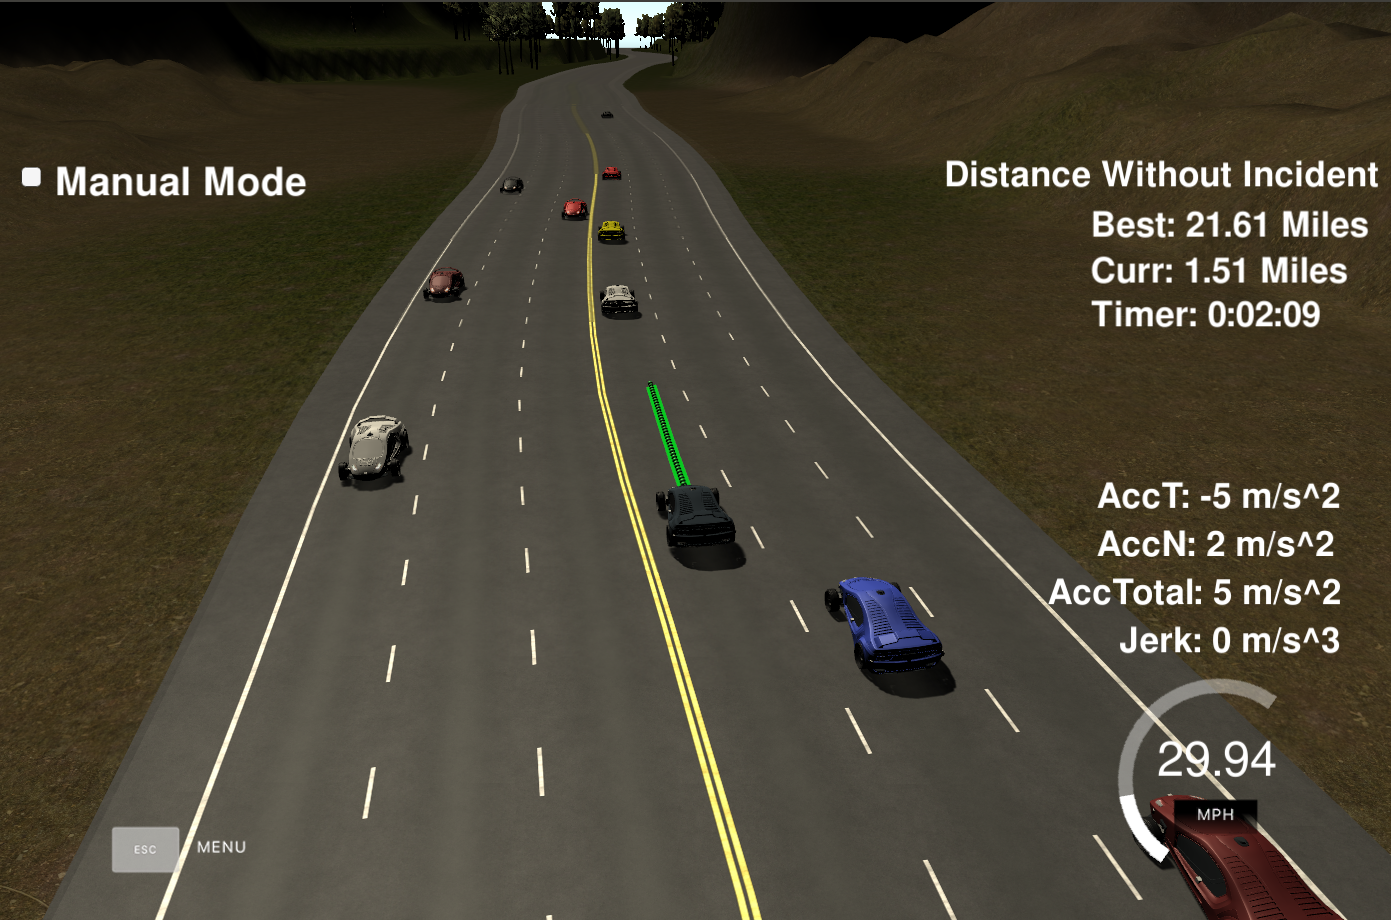 Manual Mode
Distance Without Incident
Best: 21.61 Miles
Curr: 1.51 Miles
Timer: 0:02:09
AccT: -5 m/s^2
AccN: 2 m/s^2
AccTotal: 5 m/s^2
Jerk: 0 m/s^3
29.94
MPH
ESC MENU